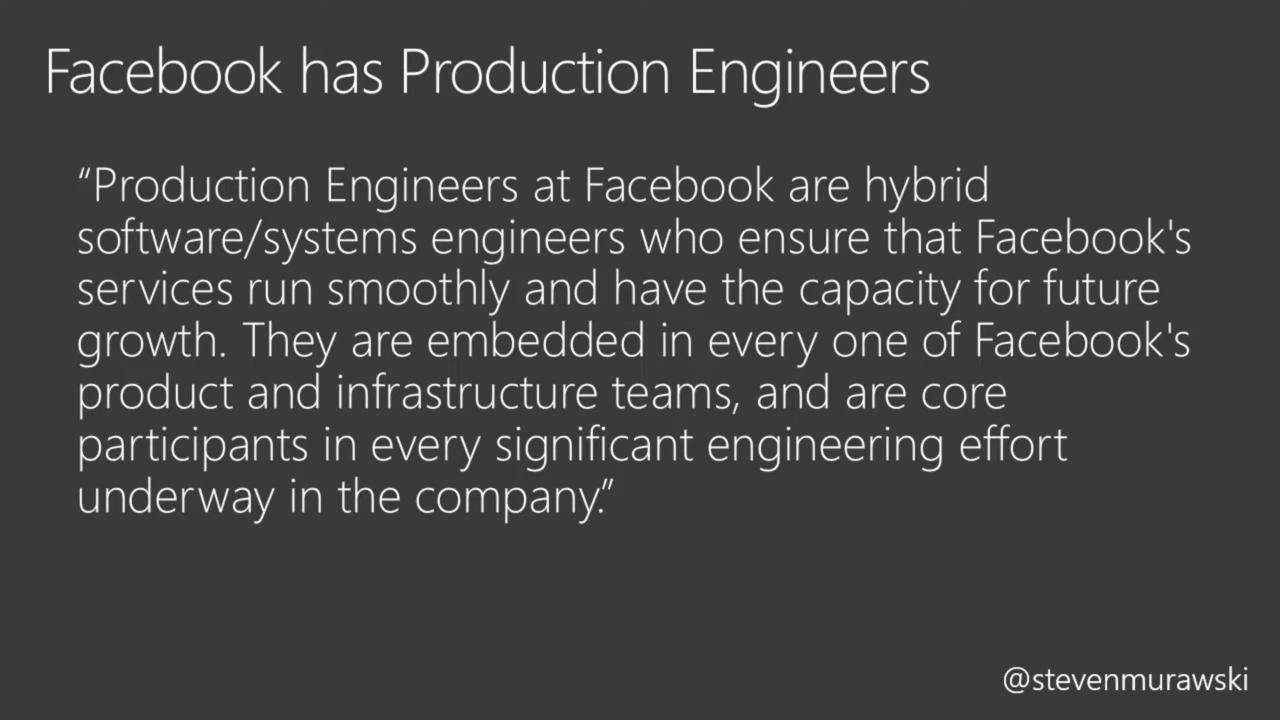 Facebook has Production Engineers
“Production Engineers at Facebook are hybrid
software/systems engineers who ensure that Facebook's
services run smoothly and have the capacity for future
growth. They are embedded in every one of Facebook's
product and infrastructure teams, and are core
participants in every significant engineering effort
underway in the company.”
@stevenmurawski